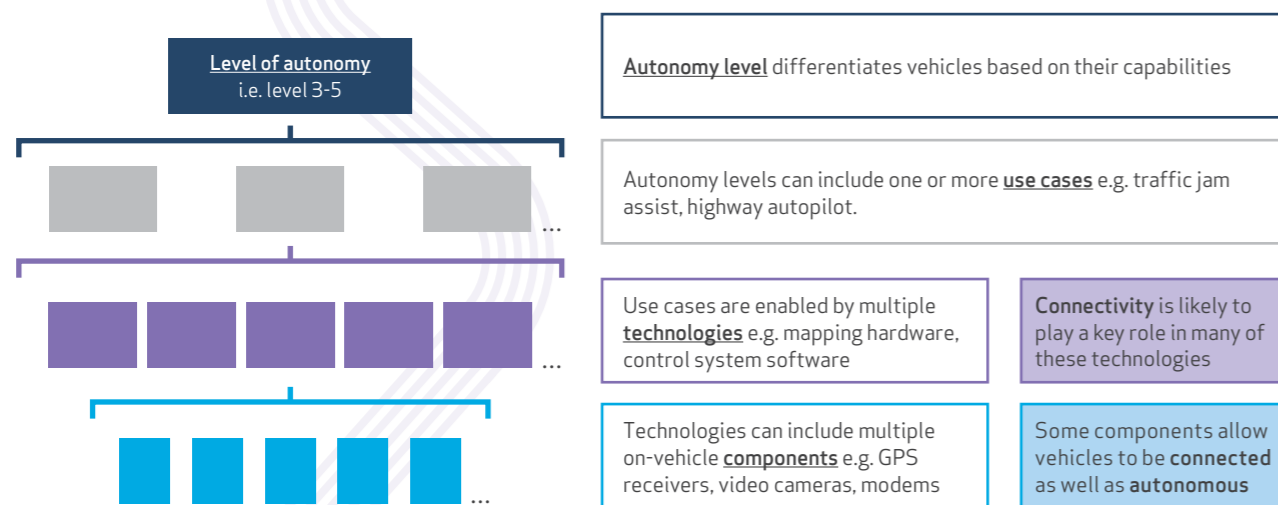 Level of autonomy
i.e. level 3-5
Autonomy level differentiates vehicles based on their capabilities
Autonomy levels can include one or more use cases e.g. traffic jam
assist, highway autopilot.
...
Use cases are enabled by multiple
technologies e.g. mapping hardware,
control system software
Connectivity is likely to
play a key role in many of
these technologies
...
Technologies can include multiple
on-vehicle components e.g. GPS
receivers, video cameras, modems
Some components allow
vehicles to be connected
as well as autonomous
...